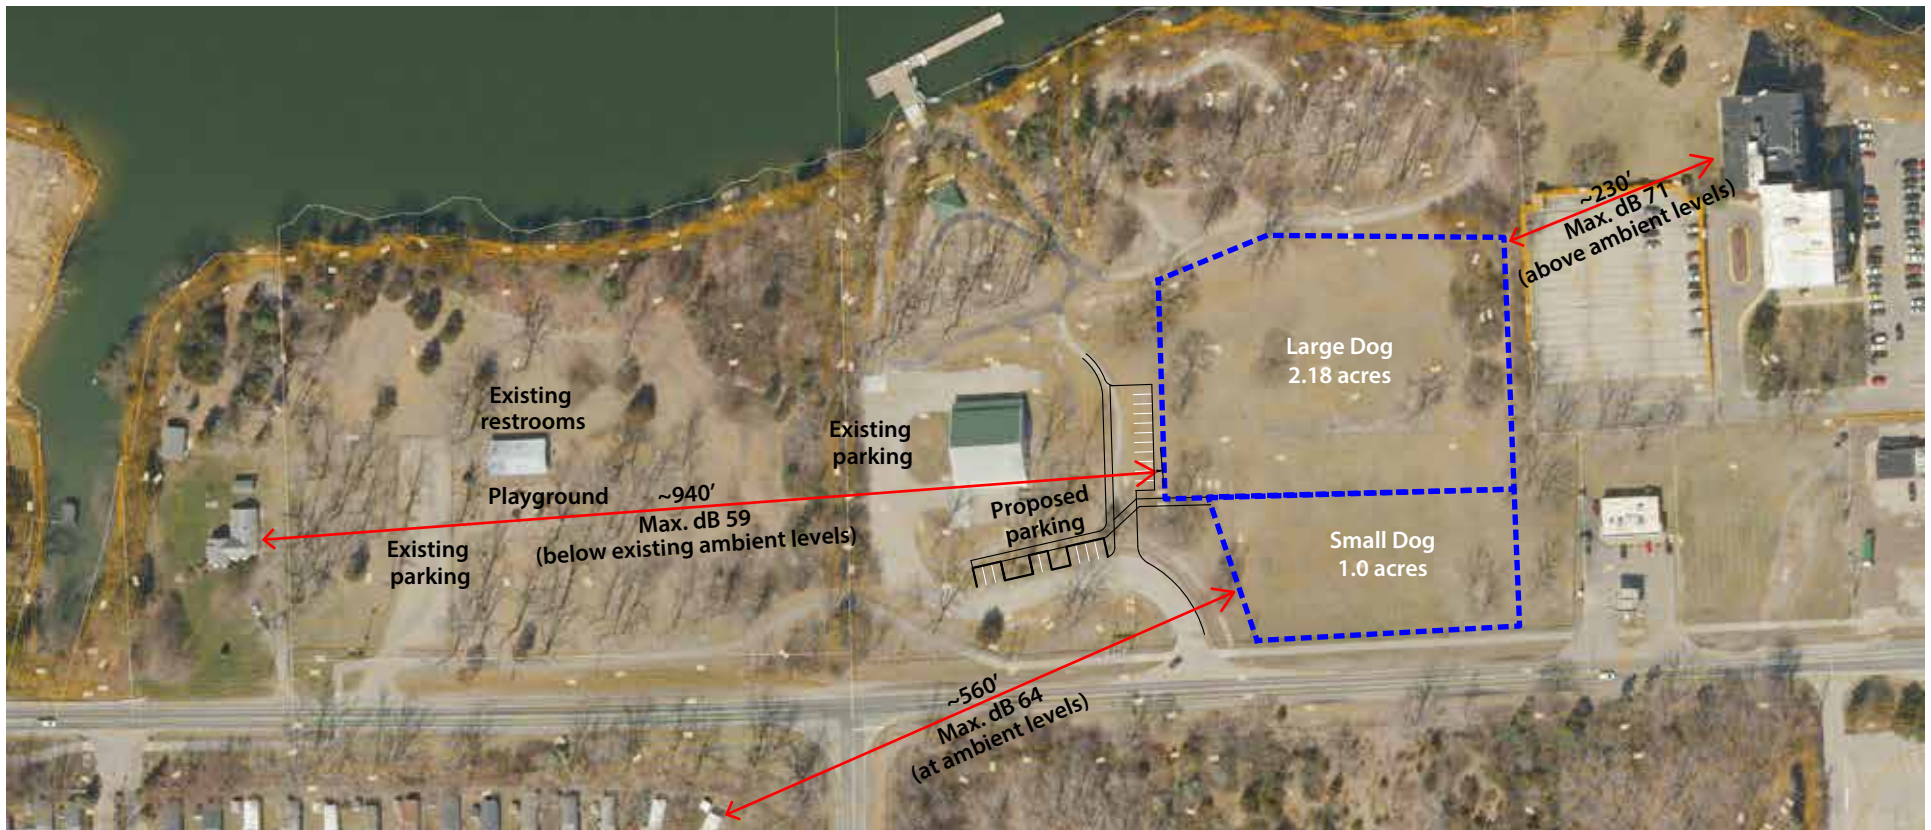 ~230’
Max. dB 71
(above ambient levels)
Large Dog
2.18 acres
Existing
restrooms
Existing
parking
Playground
~940’
Max. dB 59
(below existing ambient levels)
Proposed
parking
Existing
parking
Small Dog
1.0 acres
~560’
Max. dB 64
(at ambient levels)